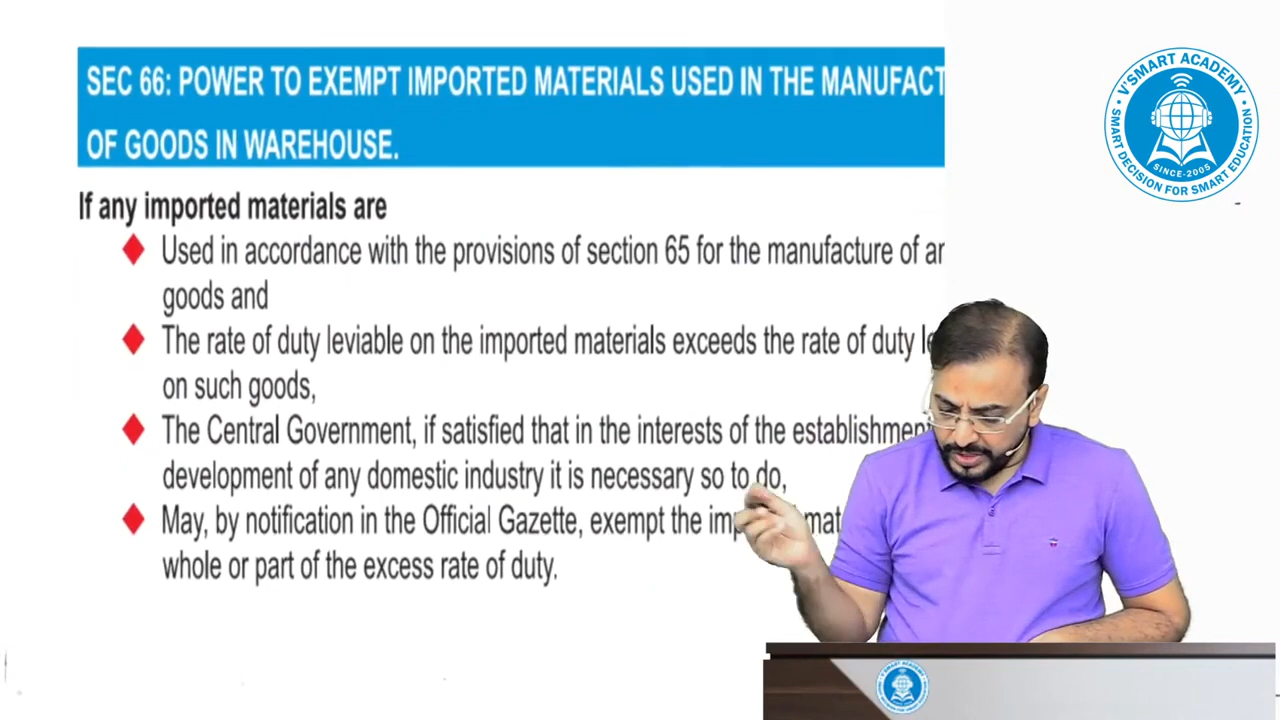 SEC 66: POWER TO EXEMPT IMPORTED MATERIALS USED IN THE
OF GOODS IN WAREHOUSE.
If any imported materials are
Used in accordance with the provisions of section 65 for the manufacture of
goods and
The rate of duty leviable on the imported materials exceeds the rate of duty
on such goods,
The Central Government, if satisfied that in the interests of the
development of any domestic industry it is necessary so to do,
May, by notification in the Official Gazette, exempt the
whole or part of the excess rate of duty.
V'SMART ACADEMY
SMART DECISION FOR SMART EDUCATION
SINCE-2005
V'SMART ACADEMY